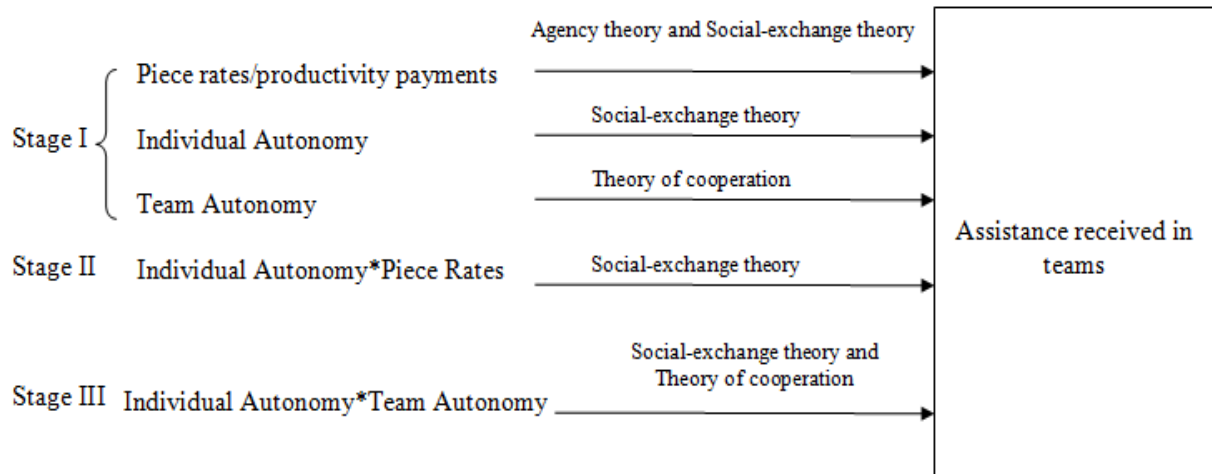 Agency theory and Social-exchange theory
Piece rates/productivity payments
Social-exchange theory
Stage I
Individual Autonomy
Theory of cooperation
Team Autonomy
Assistance received in
teams
Stage II
Individual Autonomy*Piece Rates
Social-exchange theory
Social-exchange theory and
Theory of cooperation
Stage III
Individual Autonomy*Team Autonomy